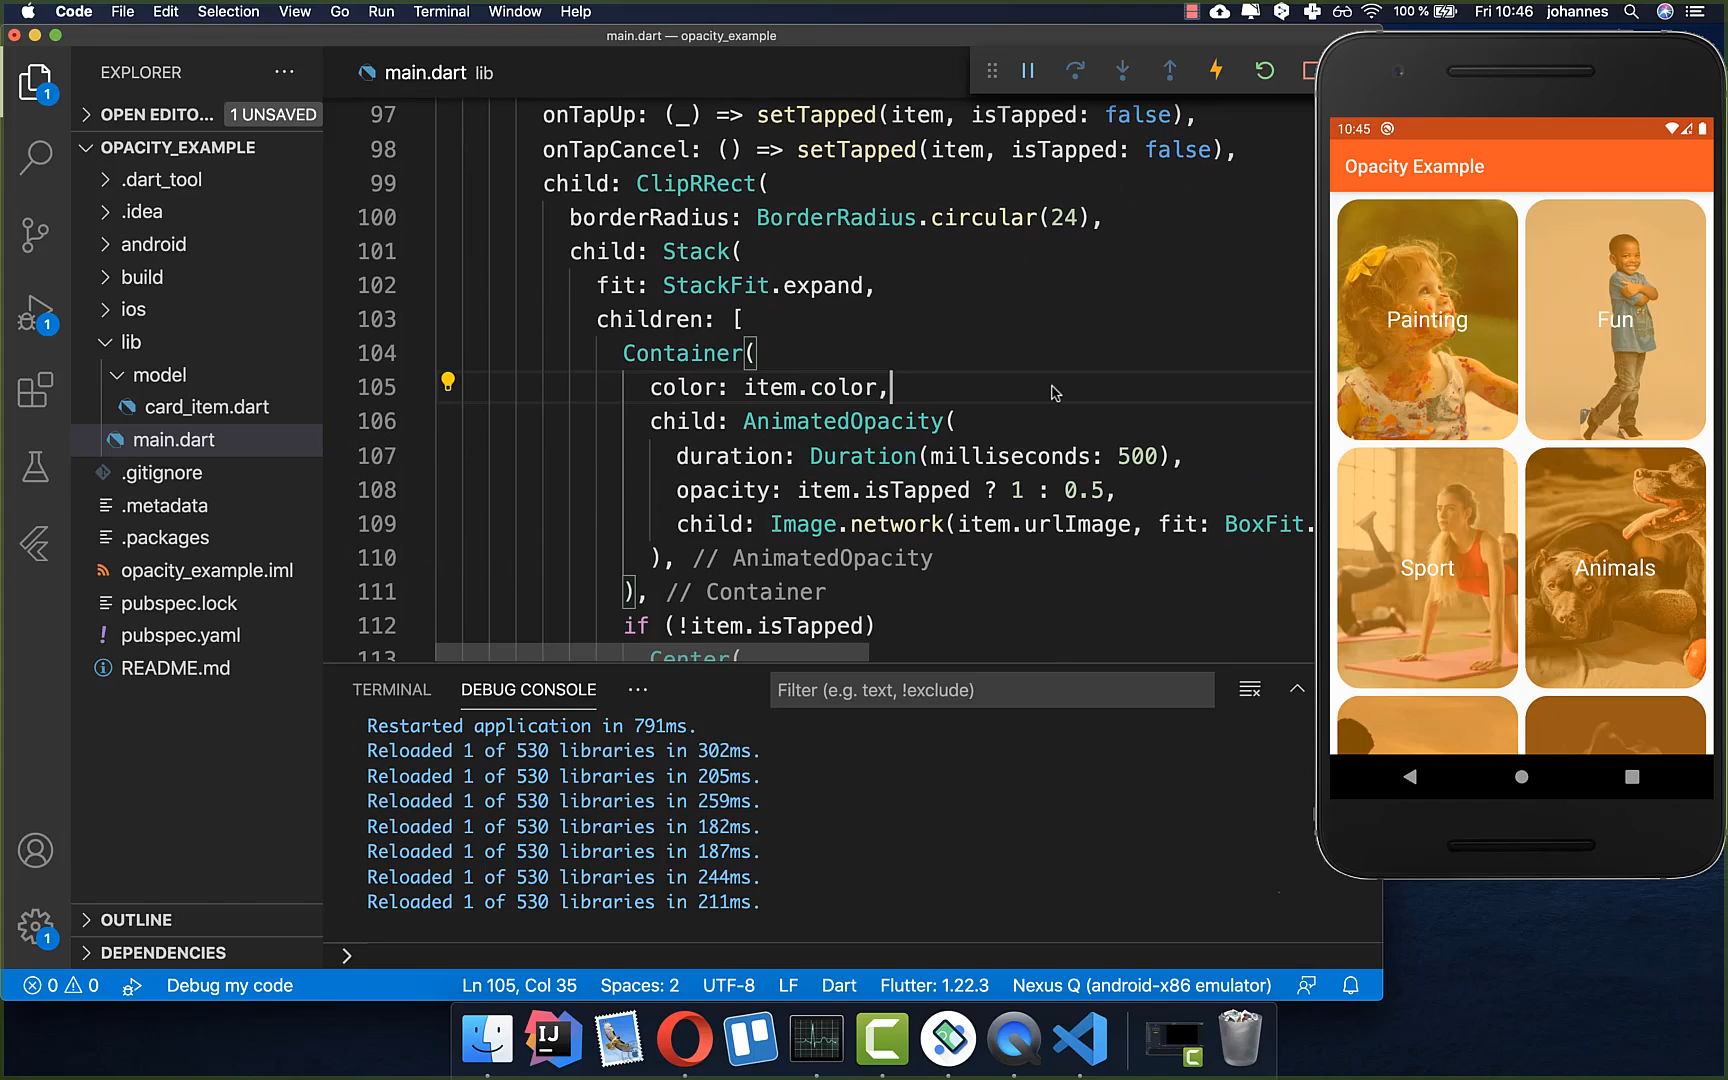 Code File Edit Selection View Go Run Terminal Window Help 100 % Fri 10:46 johannes
main.dart — opacity_example
EXPLORER
OPEN EDITO... 1 UNSAVED
OPACITY_EXAMPLE
.dart_tool
.idea
android
build
ios
lib
model
card_item.dart
main.dart
.gitignore
.metadata
.packages
opacity_example.iml
pubspec.lock
pubspec.yaml
README.md
OUTLINE
DEPENDENCIES
1
1
1
main.dart lib
97 onTapUp: (_) => setTapped(item, isTapped: false),
98 onTapCancel: () => setTapped(item, isTapped: false),
99 child: ClipRRect(
100 borderRadius: BorderRadius.circular(24),
101 child: Stack(
102 fit: StackFit.expand,
103 children: [
104 Container(
105 color: item.color,
106 child: AnimatedOpacity(
107 duration: Duration(milliseconds: 500),
108 opacity: item.isTapped ? 1 : 0.5,
109 child: Image.network(item.urlImage, fit: BoxFit.
110 ), // AnimatedOpacity
111 ), // Container
112 if (!item.isTapped)
113 Center(
TERMINAL DEBUG CONSOLE Filter (e.g. text, !exclude)
Restarted application in 791ms.
Reloaded 1 of 530 libraries in 302ms.
Reloaded 1 of 530 libraries in 205ms.
Reloaded 1 of 530 libraries in 259ms.
Reloaded 1 of 530 libraries in 182ms.
Reloaded 1 of 530 libraries in 187ms.
Reloaded 1 of 530 libraries in 244ms.
Reloaded 1 of 530 libraries in 211ms.
0 0 Debug my code Ln 105, Col 35 Spaces: 2 UTF-8 LF Dart Flutter: 1.22.3 Nexus Q (android-x86 emulator)
10:45
Opacity Example
Painting
Fun
Sport
Animals
IJ